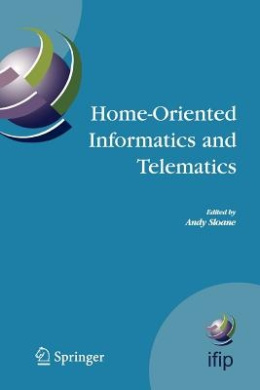 Home-Oriented
Informatics and
Telematics
Edited by
Andy Sloane
Springer
ifip